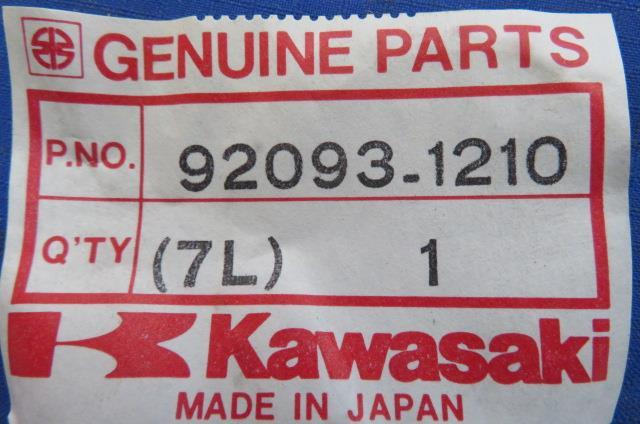 GENUINE PARTS
P.NO. 92093-1210
Q'TY (7L) 1
Kawasaki
MADE IN JAPAN